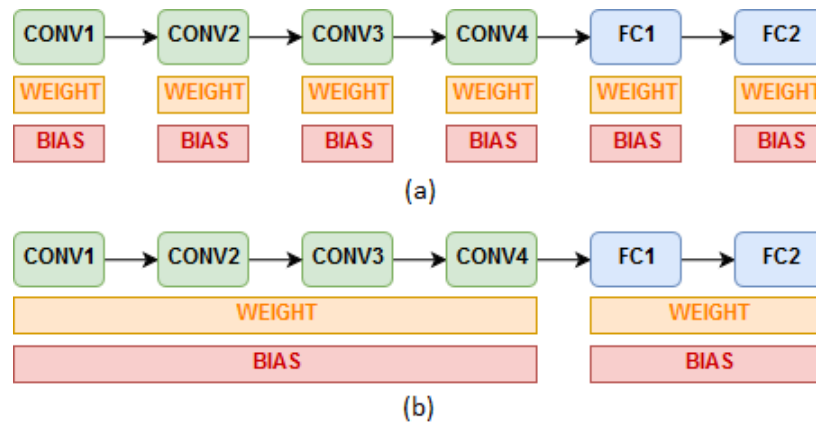 CONV1 CONV2 CONV3 CONV4 FC1 FC2
WEIGHT WEIGHT WEIGHT WEIGHT WEIGHT WEIGHT
BIAS BIAS BIAS BIAS BIAS BIAS
(a)
CONV1 CONV2 CONV3 CONV4 FC1 FC2
WEIGHT WEIGHT
BIAS BIAS
(b)